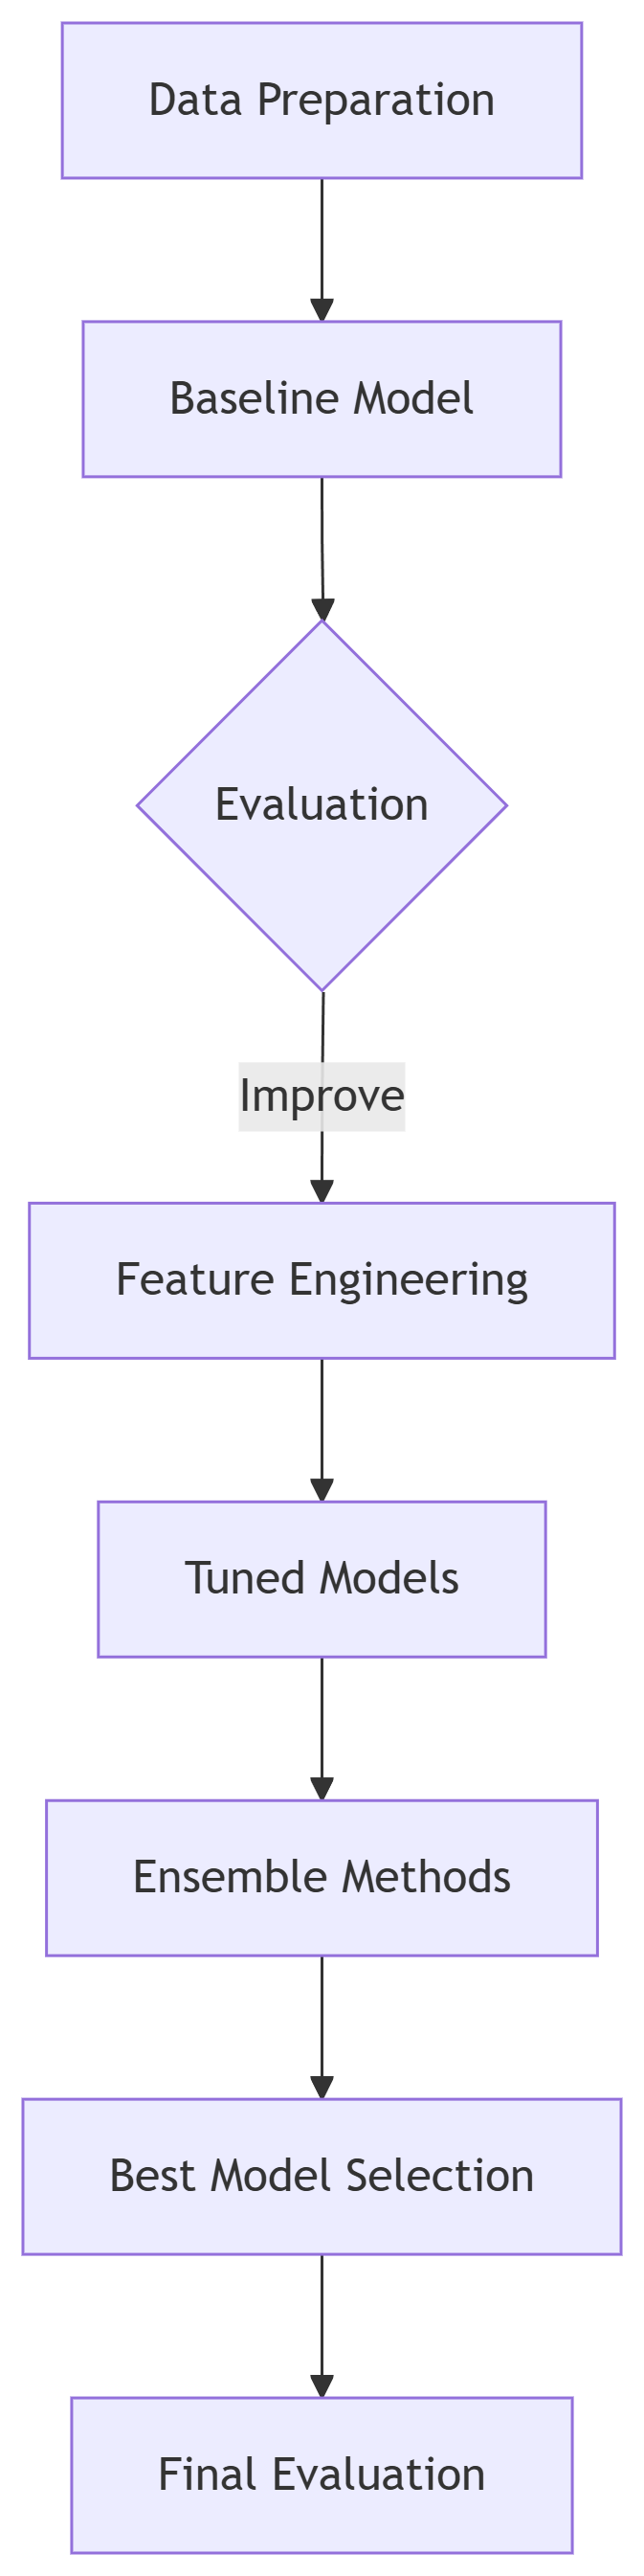 Data Preparation
Baseline Model
Evaluation
Improve
Feature Engineering
Tuned Models
Ensemble Methods
Best Model Selection
Final Evaluation